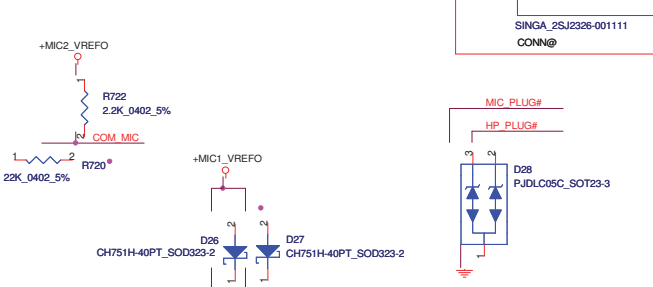 SINGA_2SJ2326-001111
CONN@
+MIC2_VREFO
1
R722
2.2K_0402_5%
2
COM_MIC
1
2
R720
22K_0402_5%
+MIC1_VREFO
MIC_PLUG#
HP_PLUG#
3
2
D28
PJDLC05C_SOT23-3
1
2
2
D26
CH751H-40PT_SOD323-2
D27
CH751H-40PT_SOD323-2
1
1